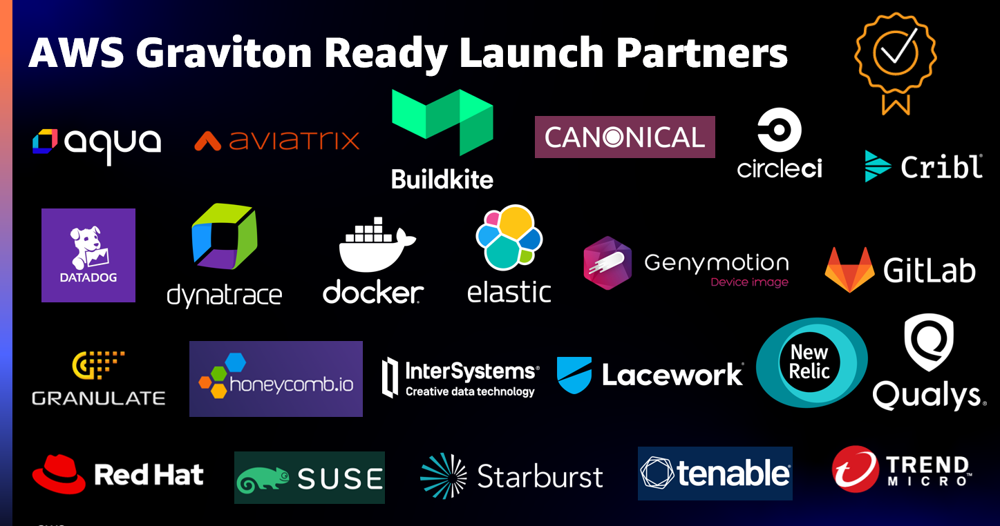 AWS Graviton Ready Launch Partners
aqua
aviatrix
Buildkite
CANONICAL
circleci
Cribl®
DATADOG
dynatrace
docker®
elastic
Genymotion
Device image
GitLab
GRANULATE
honeycomb.io
InterSystems®
Creative data technology
Lacework®
New
Relic
Qualys®
Red Hat
SUSE
Starburst
tenable®
TREND
MICRO™